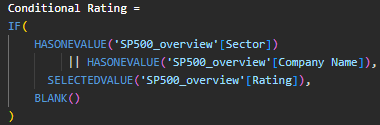 Conditional Rating =
IF(
HASONEVALUE('SP500_overview'[Sector])
|| HASONEVALUE('SP500_overview'[Company Name]),
SELECTEDVALUE('SP500_overview'[Rating]),
BLANK()
)